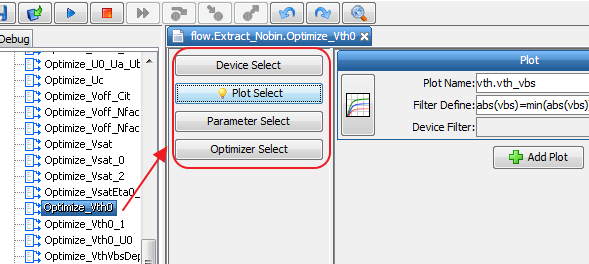 Debug
flow.Extract_Nobin.Optimize_Vth0
Optimize_U0_Ua_Ub
Optimize_Uc
Optimize_Voff_Cit
Optimize_Voff_Nfac
Optimize_Voff_Nfac
Optimize_Vsat
Optimize_Vsat_0
Optimize_Vsat_2
Optimize_VsatEta0_
Optimize_Vth0
Optimize_Vth0_1
Optimize_Vth0_U0
Optimize_VthVbsDep
Device Select
Plot Select
Parameter Select
Optimizer Select
Plot
Plot Name: vth.vth_vbs
Filter Define: abs(vbs)=min(abs(vbs)
Device Filter:
Add Plot